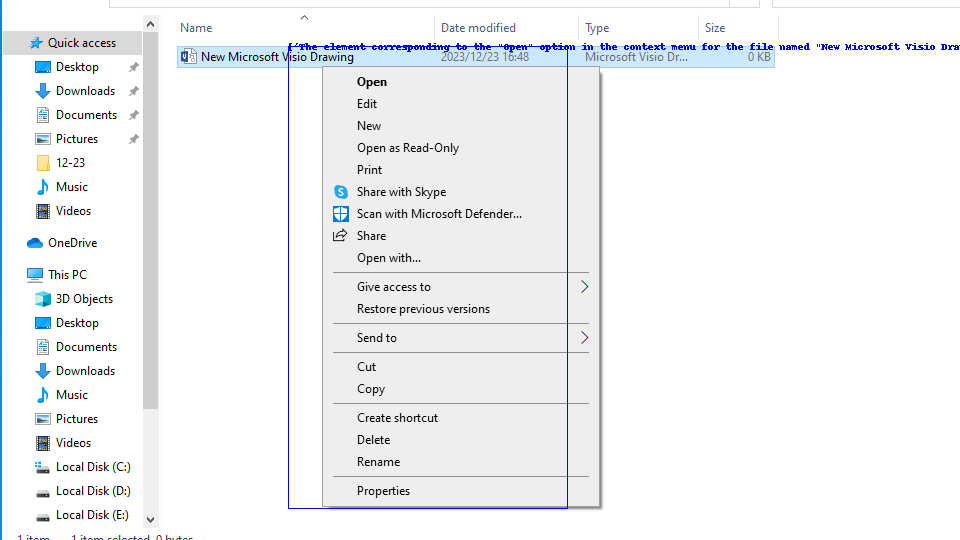 Name Date modified Type Size
['The element corresponding to the "Open" option in the context menu for the file named "New Microsoft Visio Draw
New Microsoft Visio Drawing 2023/12/23 16:48 Microsoft Visio Dr... 0 KB
Quick access
Desktop
Downloads
Documents
Pictures
12-23
Music
Videos
OneDrive
This PC
3D Objects
Desktop
Documents
Downloads
Music
Pictures
Videos
Local Disk (C:)
Local Disk (D:)
Local Disk (E:)
Open
Edit
New
Open as Read-Only
Print
Share with Skype
Scan with Microsoft Defender...
Share
Open with...
Give access to
Restore previous versions
Send to
Cut
Copy
Create shortcut
Delete
Rename
Properties
1 item 1 item selected 0 bytes